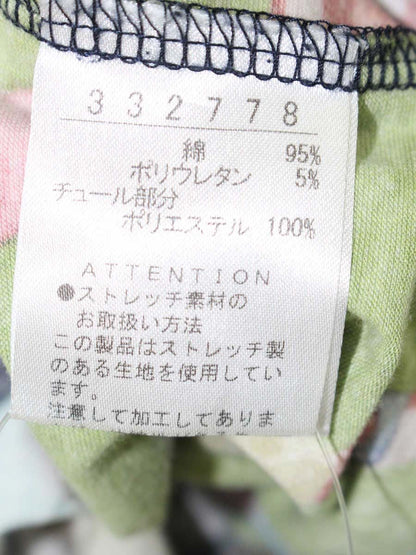 332778
綿 95%
ポリウレタン 5%
チュール部分
ポリエステル 100%
ATTENTION
●ストレッチ素材の
お取扱い方法
この製品はストレッチ製
のある生地を使用してい
ます。
注意して加工してありま